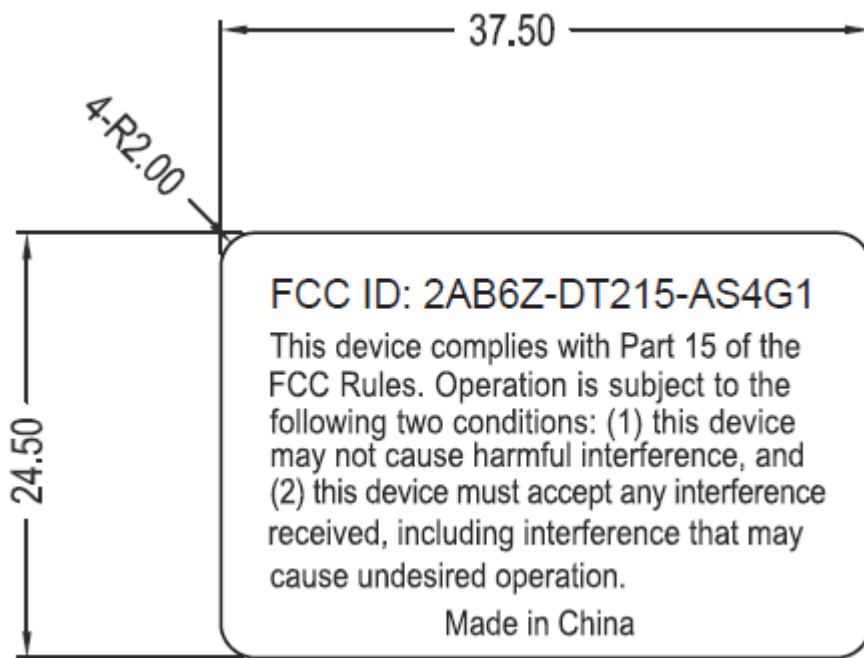 37.50
4-R2.00
24.50
FCC ID: 2AB6Z-DT215-AS4G1
This device complies with Part 15 of the
FCC Rules. Operation is subject to the
following two conditions: (1) this device
may not cause harmful interference, and
(2) this device must accept any interference
received, including interference that may
cause undesired operation.
Made in China